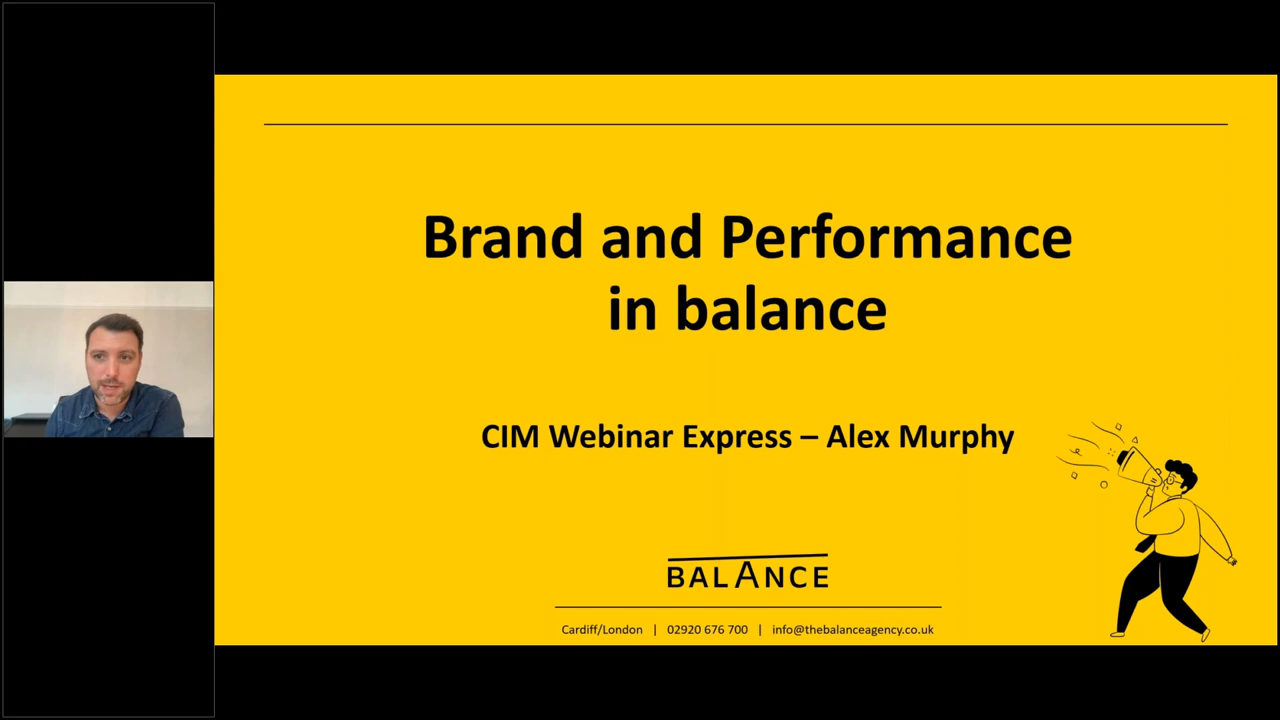 Brand and Performance
in balance
CIM Webinar Express – Alex Murphy
BALANCE
Cardiff/London | 02920 676 700 | info@thebalanceagency.co.uk